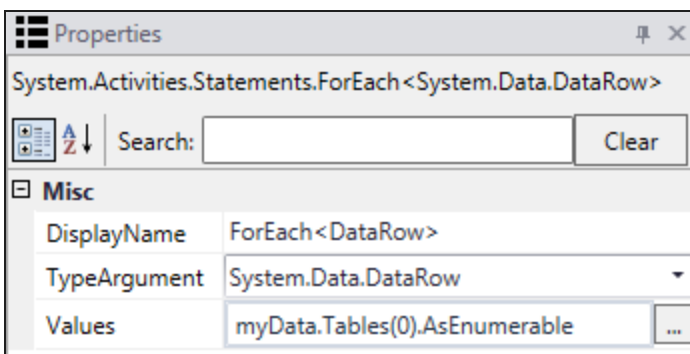 Properties
System.Activities.Statements.ForEach<System.Data.DataRow>
A Z Search: Clear
Misc
DisplayName ForEach<DataRow>
TypeArgument System.Data.DataRow
Values myData.Tables(0).AsEnumerable ...